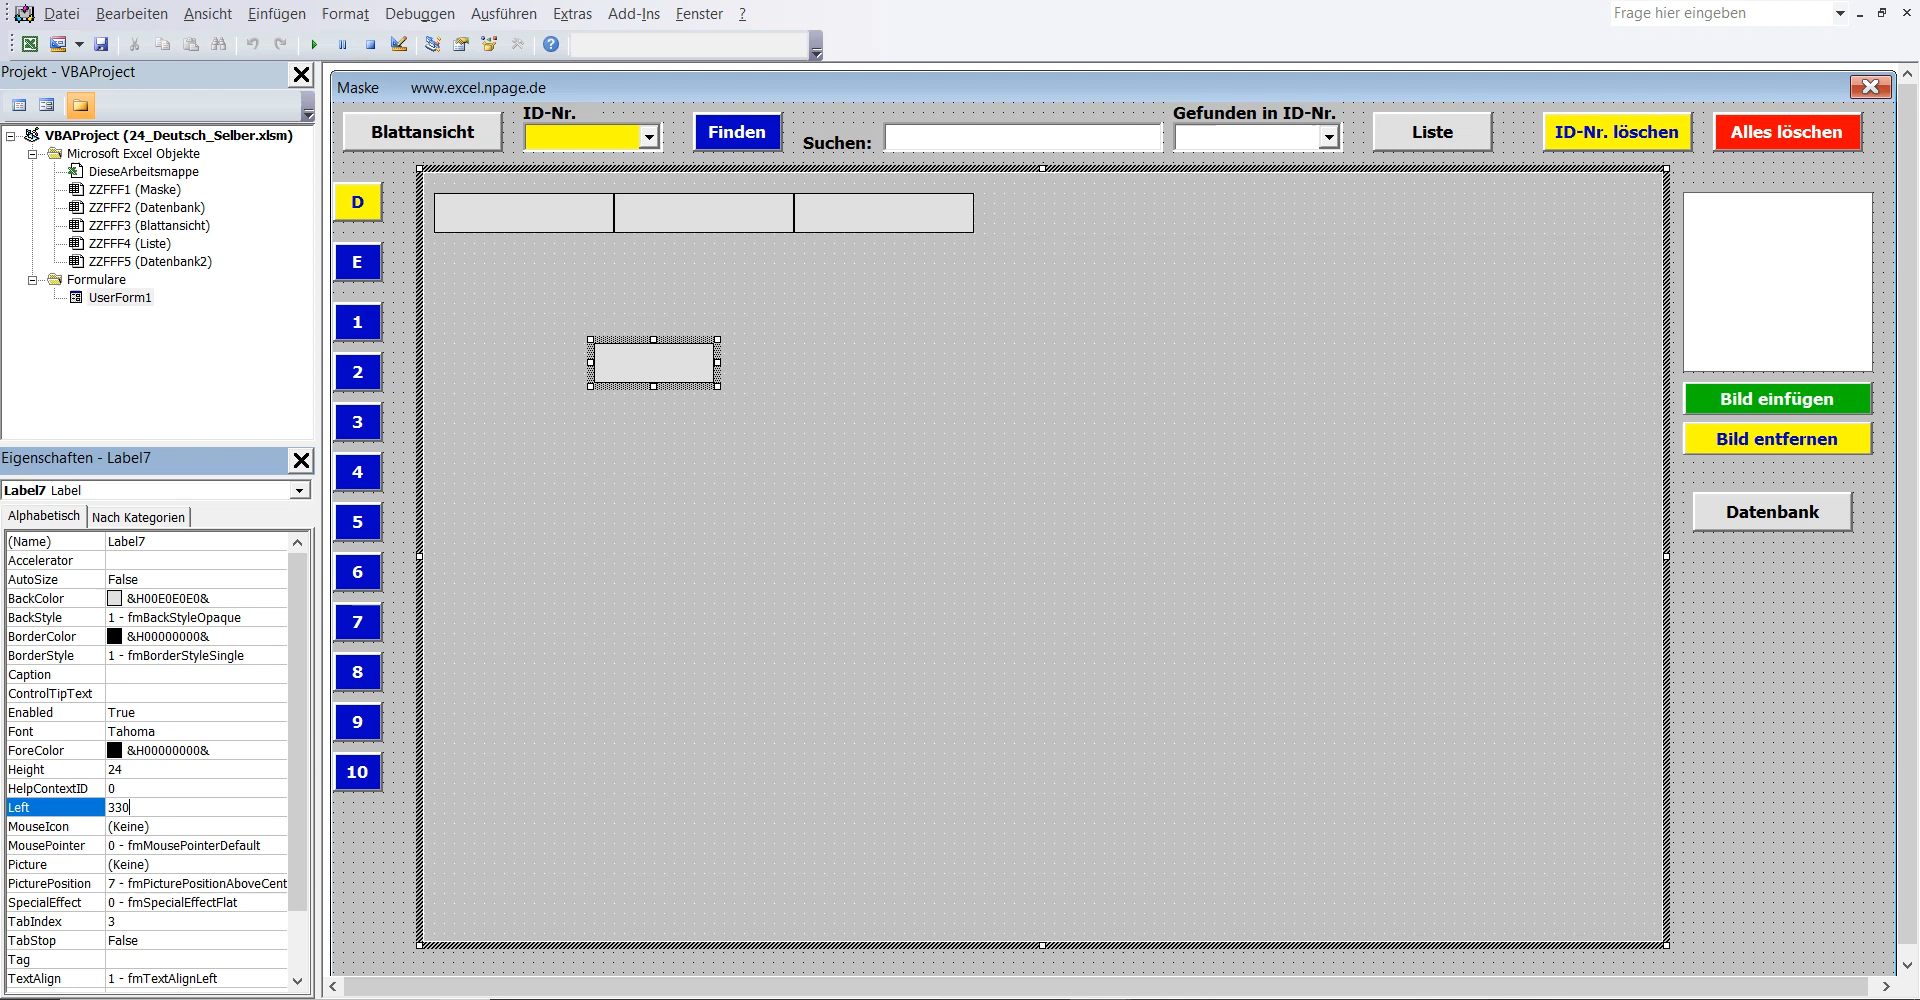 Datei Bearbeiten Ansicht Einfügen Format Debuggen Ausführen Extras Add-Ins Fenster ? Frage hier eingeben
Projekt - VBAProject
VBAProject (24_Deutsch_Selber.xlsm)
Microsoft Excel Objekte
DieseArbeitsmappe
ZZFFF1 (Maske)
ZZFFF2 (Datenbank)
ZZFFF3 (Blattansicht)
ZZFFF4 (Liste)
ZZFFF5 (Datenbank2)
Formulare
UserForm1
Eigenschaften - Label7
Label7 Label
Alphabetisch Nach Kategorien
(Name) Label7
Accelerator
AutoSize False
BackColor &H00E0E0E0&
BackStyle 1 - fmBackStyleOpaque
BorderColor &H00000000&
BorderStyle 1 - fmBorderStyleSingle
Caption
ControlTipText
Enabled True
Font Tahoma
ForeColor &H00000000&
Height 24
HelpContextID 0
Left 330
MouseIcon (Keine)
MousePointer 0 - fmMousePointerDefault
Picture (Keine)
PicturePosition 7 - fmPicturePositionAboveCent
SpecialEffect 0 - fmSpecialEffectFlat
TabIndex 3
TabStop False
Tag
TextAlign 1 - fmTextAlignLeft
Maske www.excel.npage.de
Blattansicht
ID-Nr.
Finden
Suchen:
Gefunden in ID-Nr.
Liste
ID-Nr. löschen
Alles löschen
D
E
1
2
3
4
5
6
7
8
9
10
Bild einfügen
Bild entfernen
Datenbank